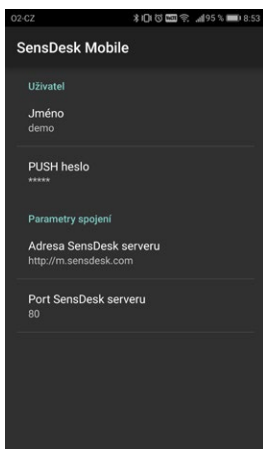 O2-CZ 95 % 8:53
SensDesk Mobile
Uživatel
Jméno
demo
PUSH heslo
*****
Parametry spojení
Adresa SensDesk serveru
http://m.sensdesk.com
Port SensDesk serveru
80